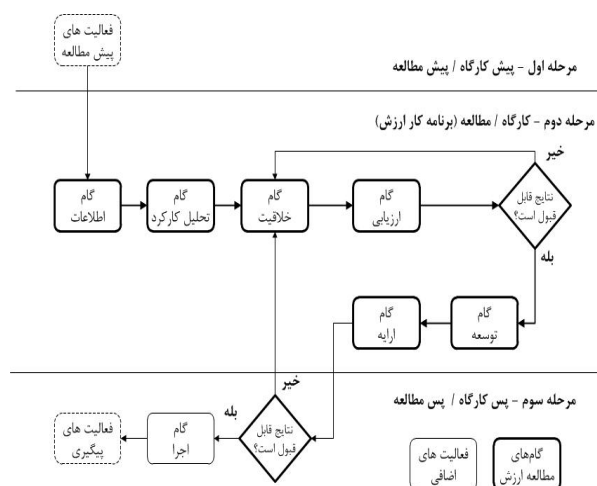 فعالیت های
پیش مطالعه
مرحله اول - پیش کارگاه / پیش مطالعه
مرحله دوم - کارگاه / مطالعه (برنامه کار ارزش)
خیر
گام
اطلاعات
گام
تحلیل کارکرد
گام
خلاقیت
گام
ارزیابی
نتایج قابل
قبول است؟
بله
گام
توسعه
گام
ارایه
مرحله سوم - پس کارگاه / پس مطالعه
خیر
نتایج قابل
قبول است؟
بله
گام
اجرا
فعالیت های
پیگیری
گام‌های
مطالعه ارزش
فعالیت های
اضافی